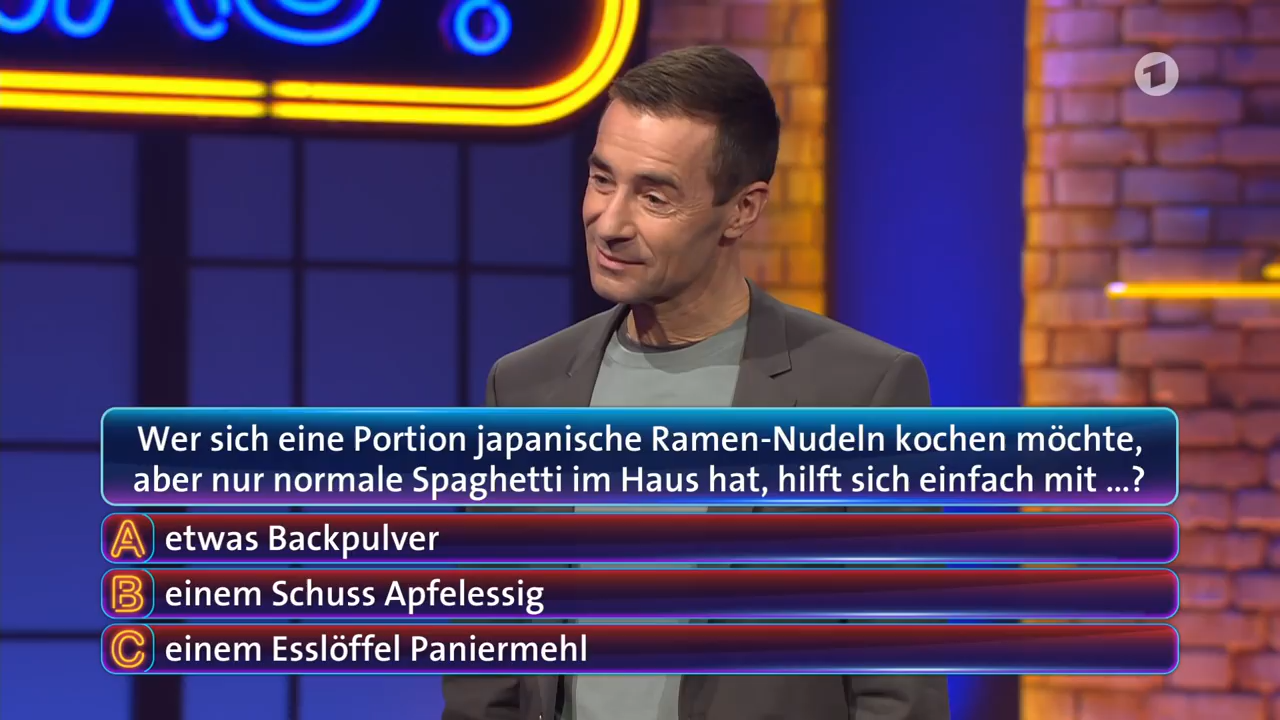 Wer sich eine Portion japanische Ramen-Nudeln kochen möchte,
aber nur normale Spaghetti im Haus hat, hilft sich einfach mit ...?
A etwas Backpulver
B einem Schuss Apfelessig
C einem Esslöffel Paniermehl
1